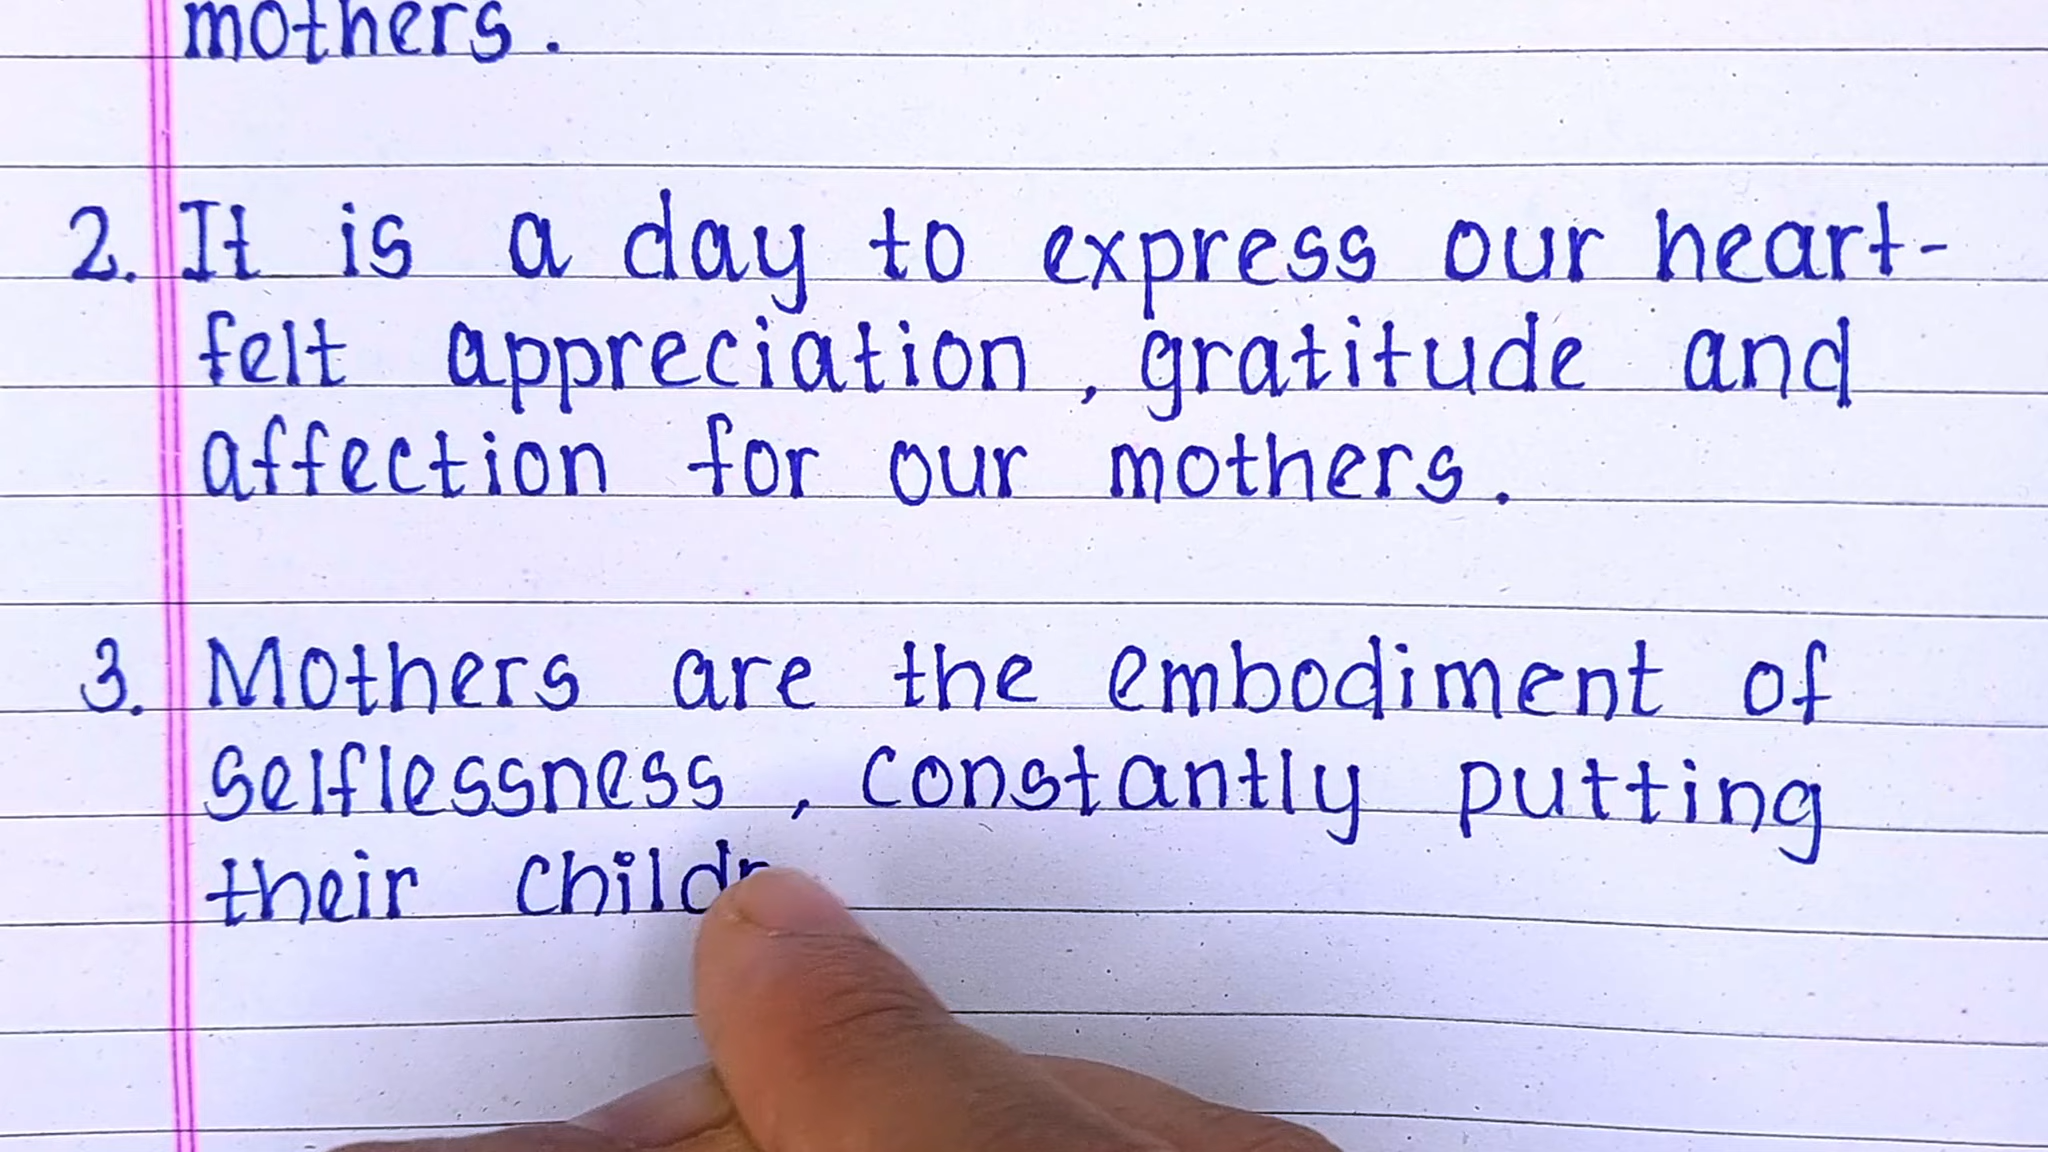 mothers.
2. It is a day to express our heart-
felt appreciation, gratitude and
affection for our mothers.
3. Mothers are the embodiment of
selflessness, constantly putting
their